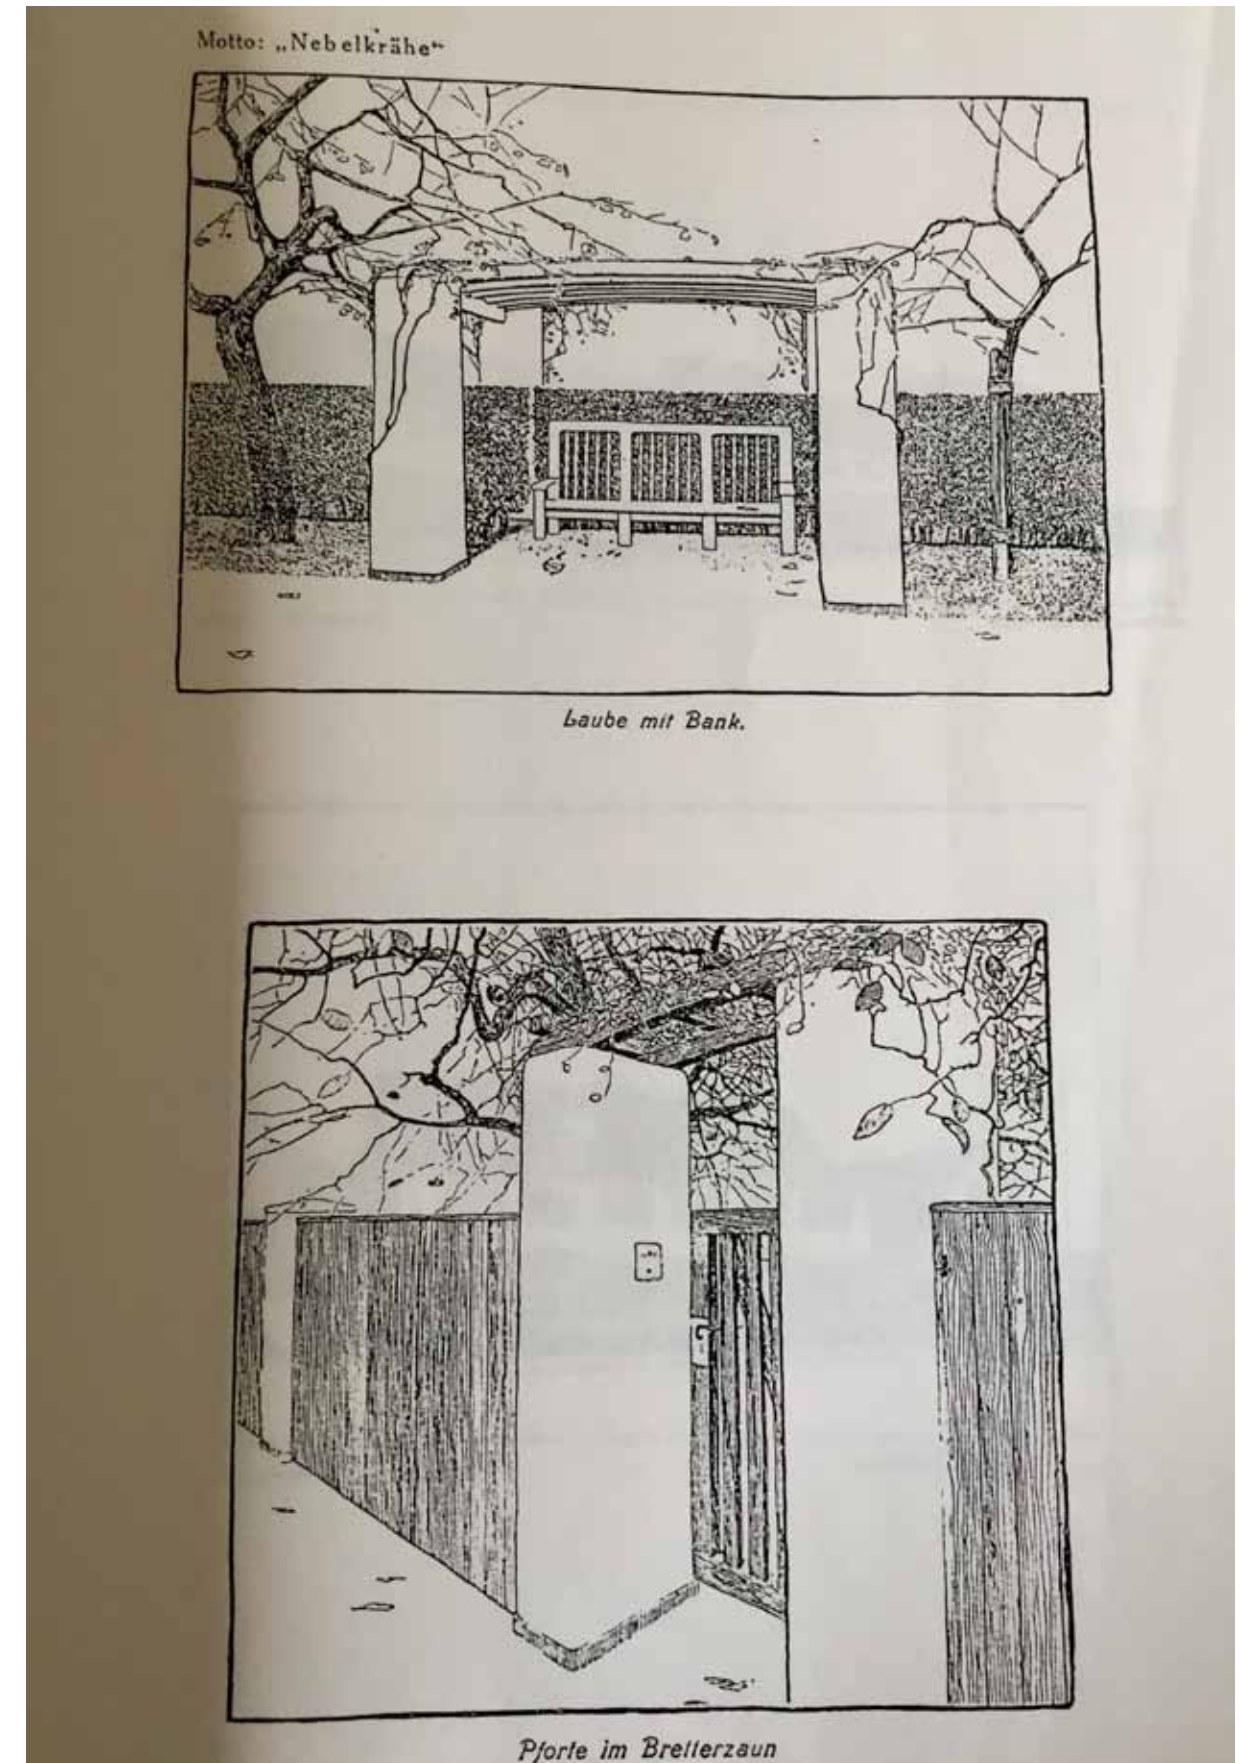 Motto: „Nebelkrähe“
Laube mit Bank.
Pforte im Bretterzaun